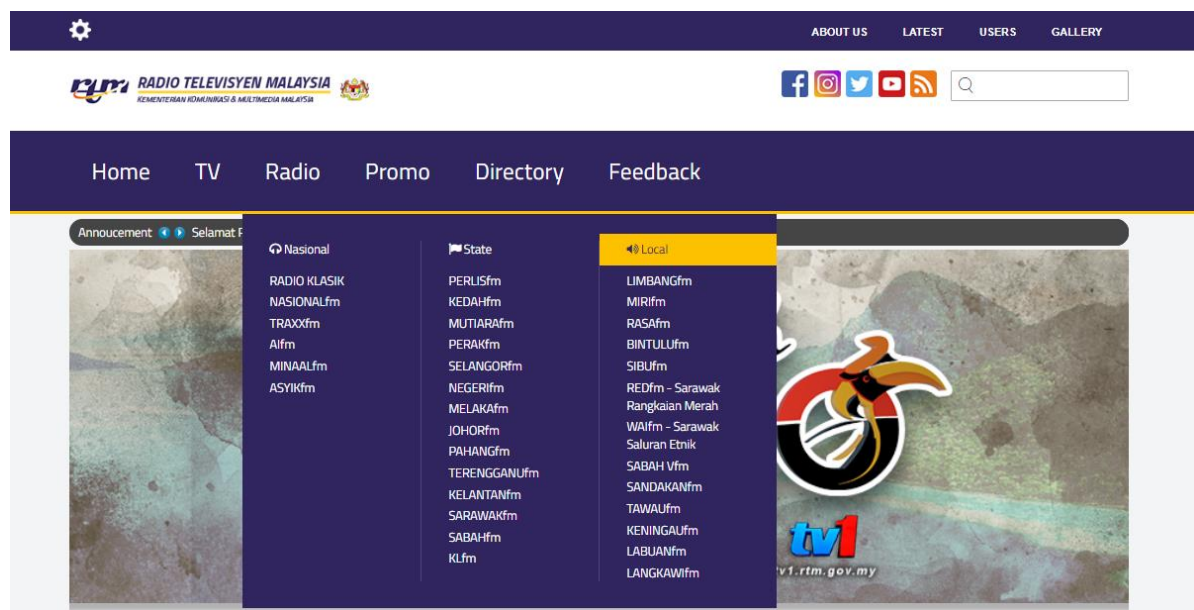 ABOUT US LATEST USERS GALLERY
RADIO TELEVISYEN MALAYSIA
KEMENTERIAN KOMUNIKASI & MULTIMEDIA MALAYSIA
Home TV Radio Promo Directory Feedback
Annoucement Selamat
Nasional
RADIO KLASIK
NASIONALfm
TRAXXfm
AIfm
MINAALfm
ASYIKfm
State
PERLISfm
KEDAHfm
MUTIARAfm
PERAKfm
SELANGORfm
NEGERIfm
MELAKAfm
JOHORfm
PAHANGfm
TERENGGANUfm
KELANTANfm
SARAWAKfm
SABAHfm
KLfm
Local
LIMBANGfm
MIRIfm
RASAfm
BINTULUfm
SIBUfm
REDfm - Sarawak
Rangkaian Merah
WAIfm - Sarawak
Saluran Etnik
SABAH Vfm
SANDAKANfm
TAWAUfm
KENINGAUfm
LABUANfm
LANGKAWIfm
tv1
v1.rtm.gov.my